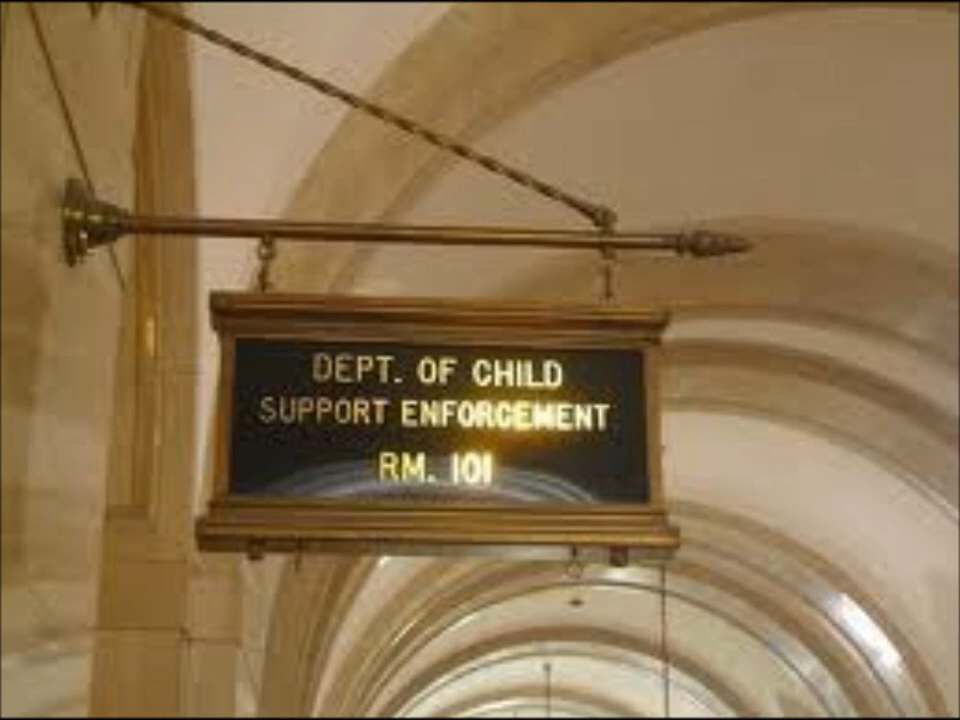 DEPT. OF CHILD
SUPPORT ENFORCEMENT
RM. 101